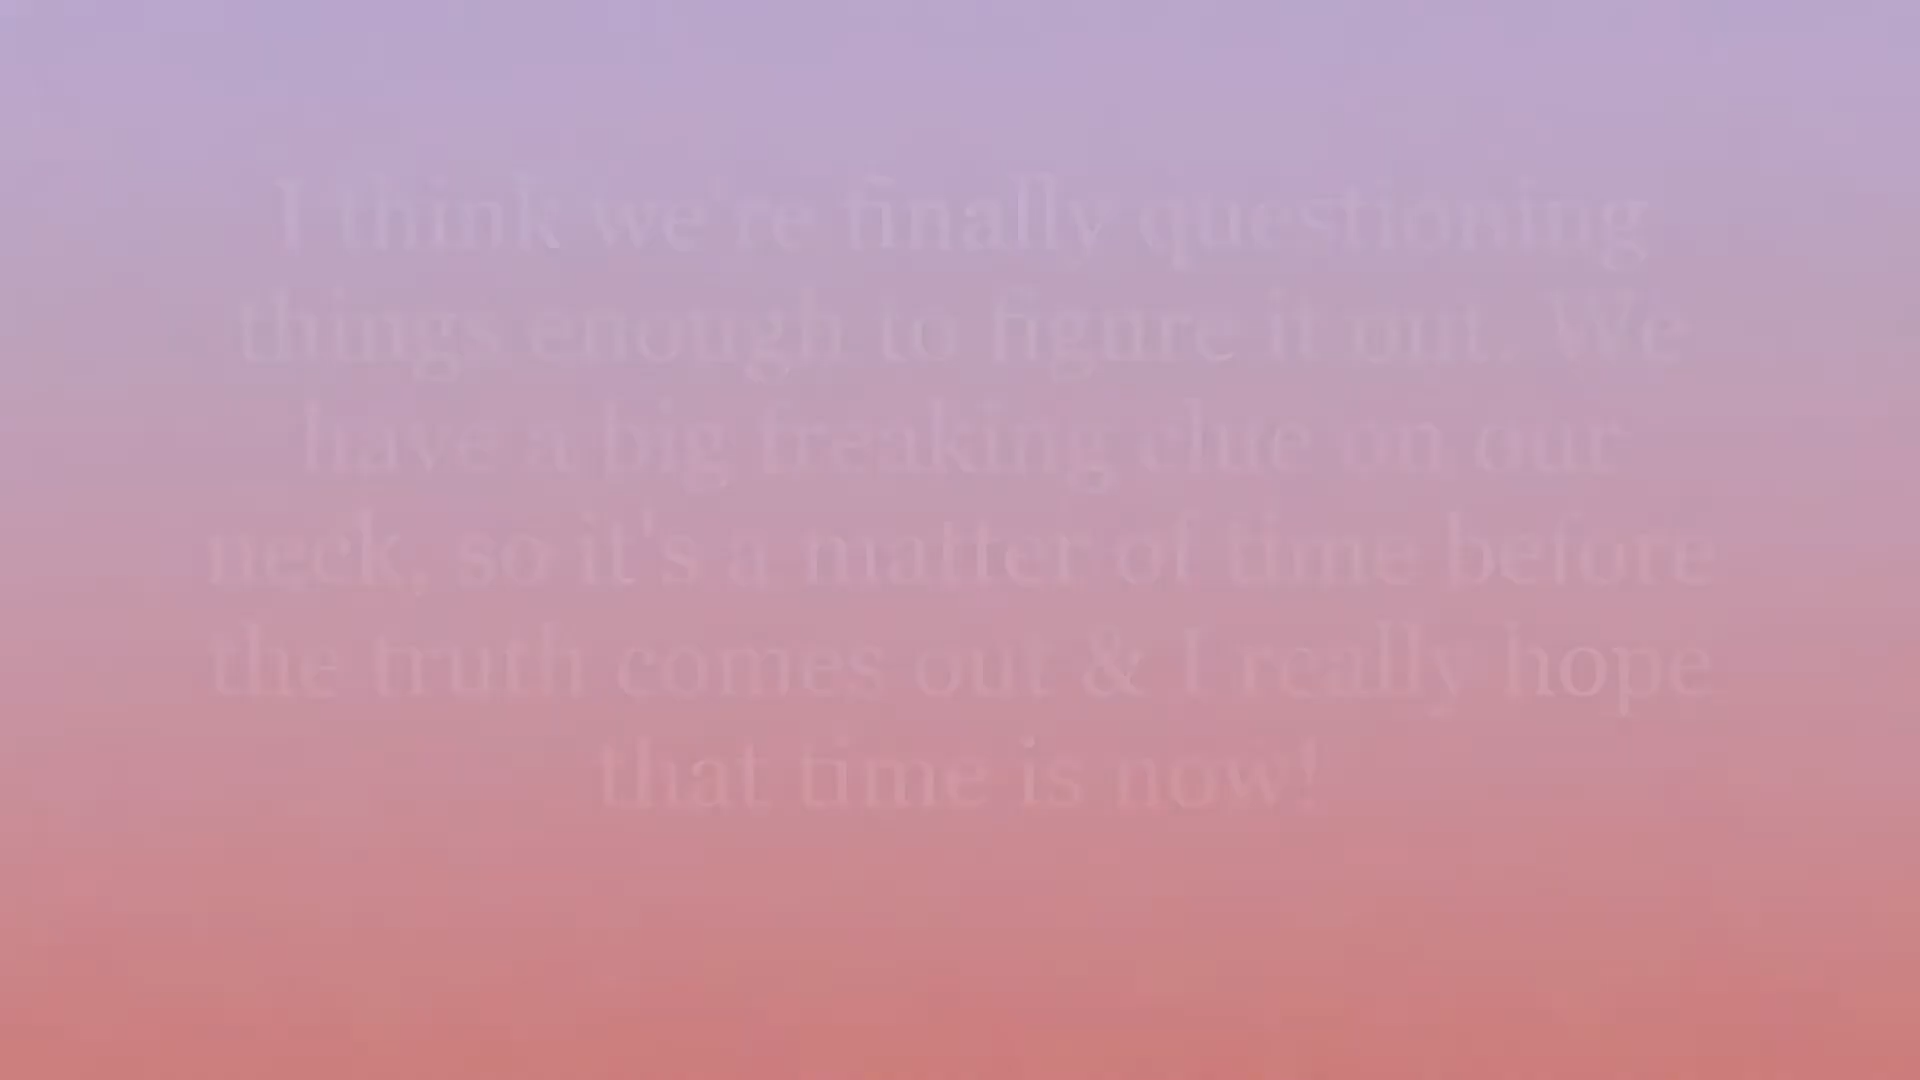 I think we're finally questioning
things enough to figure it out. We
have a big freaking clue on our
neck, so it's a matter of time before
the truth comes out & I really hope
that time is now!